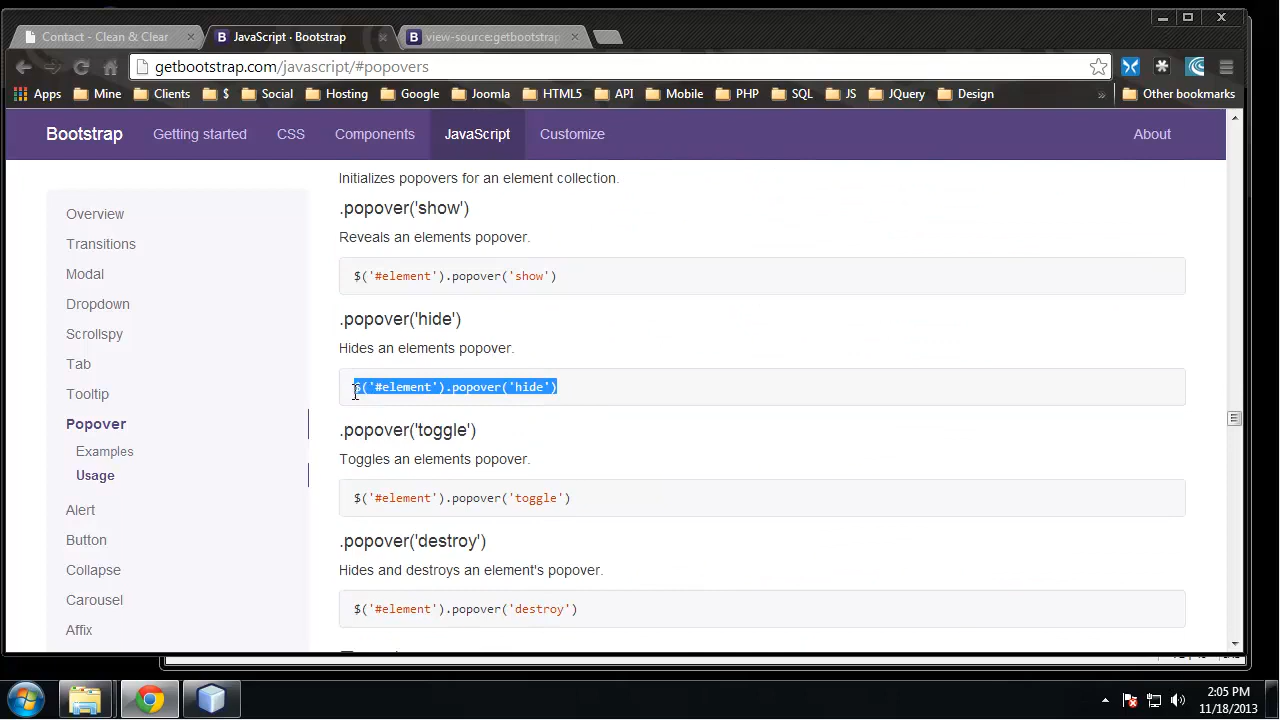 Contact - Clean & Clear
JavaScript · Bootstrap
view-source:getbootstrap
getbootstrap.com/javascript/#popovers
Apps Mine Clients $ Social Hosting Google Joomla HTML5 API Mobile PHP SQL JS JQuery Design » Other bookmarks
Bootstrap Getting started CSS Components JavaScript Customize About
Overview
Transitions
Modal
Dropdown
Scrollspy
Tab
Tooltip
Popover
Examples
Usage
Alert
Button
Collapse
Carousel
Affix
Initializes popovers for an element collection.
.popover('show')
Reveals an elements popover.
$('#element').popover('show')
.popover('hide')
Hides an elements popover.
$('#element').popover('hide')
.popover('toggle')
Toggles an elements popover.
$('#element').popover('toggle')
.popover('destroy')
Hides and destroys an element's popover.
$('#element').popover('destroy')
2:05 PM
11/18/2013